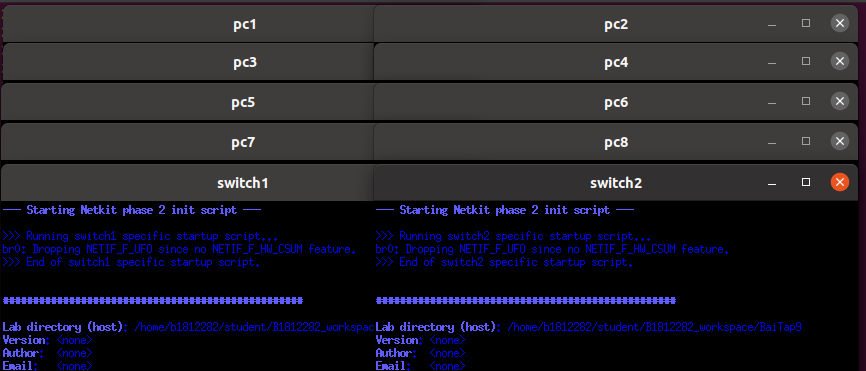 pc1
pc2
pc3
pc4
pc5
pc6
pc7
pc8
switch1
switch2
--- Starting Netkit phase 2 init script ---
>>> Running switch1 specific startup script...
br0: Dropping NETIF_F_UFO since no NETIF_F_HW_CSUM feature.
>>> End of switch1 specific startup script.
**************************************************
Lab directory (host): /home/b1812282/student/B1812282_workspac
Version: <none>
Author: <none>
Email: <none>
--- Starting Netkit phase 2 init script ---
>>> Running switch2 specific startup script...
br0: Dropping NETIF_F_UFO since no NETIF_F_HW_CSUM feature.
>>> End of switch2 specific startup script.
**************************************************
Lab directory (host): /home/b1812282/student/B1812282_workspace/BaiTap9
Version: <none>
Author: <none>
Email: <none>